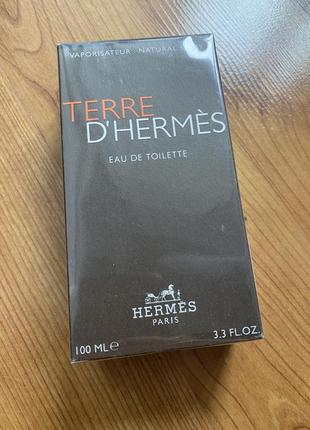 VAPORISATEUR NATURAL
TERRE
D'HERMÈS
EAU DE TOILETTE
HERMÈS
PARIS
100 ML ℮ 3.3 FL.OZ.